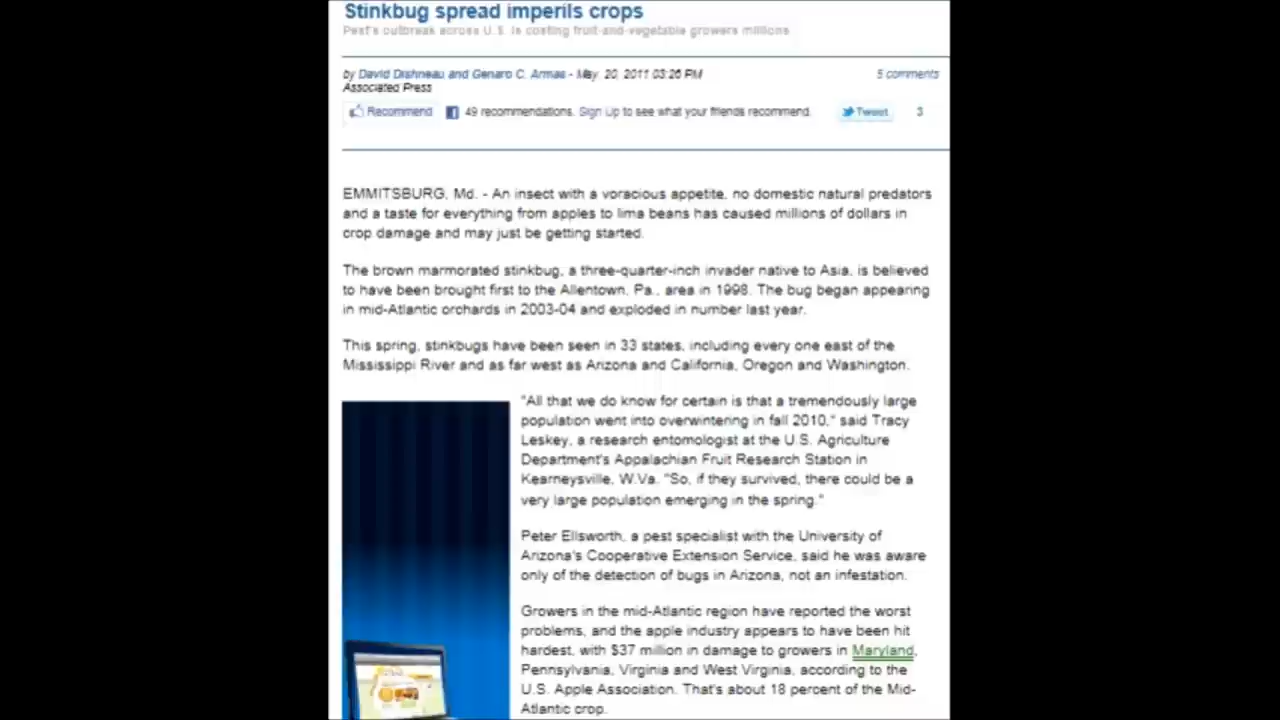 Stinkbug spread imperils crops
Pest's outbreak across U.S. is costing fruit-and-vegetable growers millions
by David Dishneau and Genaro C. Armas - May. 20, 2011 03:26 PM
5 comments
Associated Press
Recommend
49 recommendations. Sign Up to see what your friends recommend.
Tweet
3
EMMITSBURG, Md. - An insect with a voracious appetite, no domestic natural predators
and a taste for everything from apples to lima beans has caused millions of dollars in
crop damage and may just be getting started.
The brown marmorated stinkbug, a three-quarter-inch invader native to Asia, is believed
to have been brought first to the Allentown, Pa., area in 1998. The bug began appearing
in mid-Atlantic orchards in 2003-04 and exploded in number last year.
This spring, stinkbugs have been seen in 33 states, including every one east of the
Mississippi River and as far west as Arizona and California, Oregon and Washington.
"All that we do know for certain is that a tremendously large
population went into overwintering in fall 2010," said Tracy
Leskey, a research entomologist at the U.S. Agriculture
Department's Appalachian Fruit Research Station in
Kearneysville, W.Va. "So, if they survived, there could be a
very large population emerging in the spring."
Peter Ellsworth, a pest specialist with the University of
Arizona's Cooperative Extension Service, said he was aware
only of the detection of bugs in Arizona, not an infestation.
Growers in the mid-Atlantic region have reported the worst
problems, and the apple industry appears to have been hit
hardest, with $37 million in damage to growers in Maryland,
Pennsylvania, Virginia and West Virginia, according to the
U.S. Apple Association. That's about 18 percent of the Mid-
Atlantic crop.